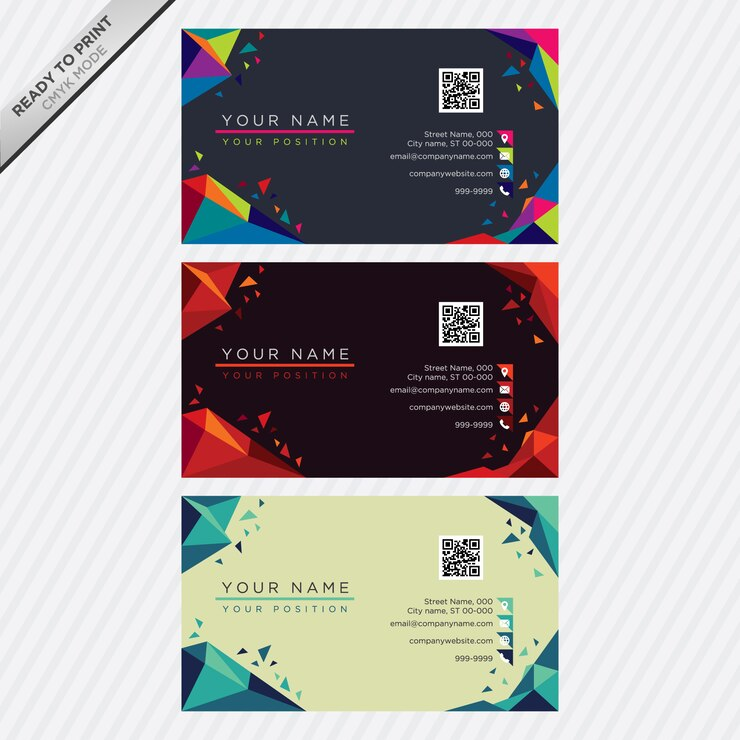 READY TO PRINT
CMYK MODE
YOUR NAME
YOUR POSITION
Street Name, 000
City name, ST 00-000
email@companyname.com
companywebsite.com
999-9999
YOUR NAME
YOUR POSITION
Street Name, 000
City name, ST 00-000
email@companyname.com
companywebsite.com
999-9999
YOUR NAME
YOUR POSITION
Street Name, 000
City name, ST 00-000
email@companyname.com
companywebsite.com
999-9999